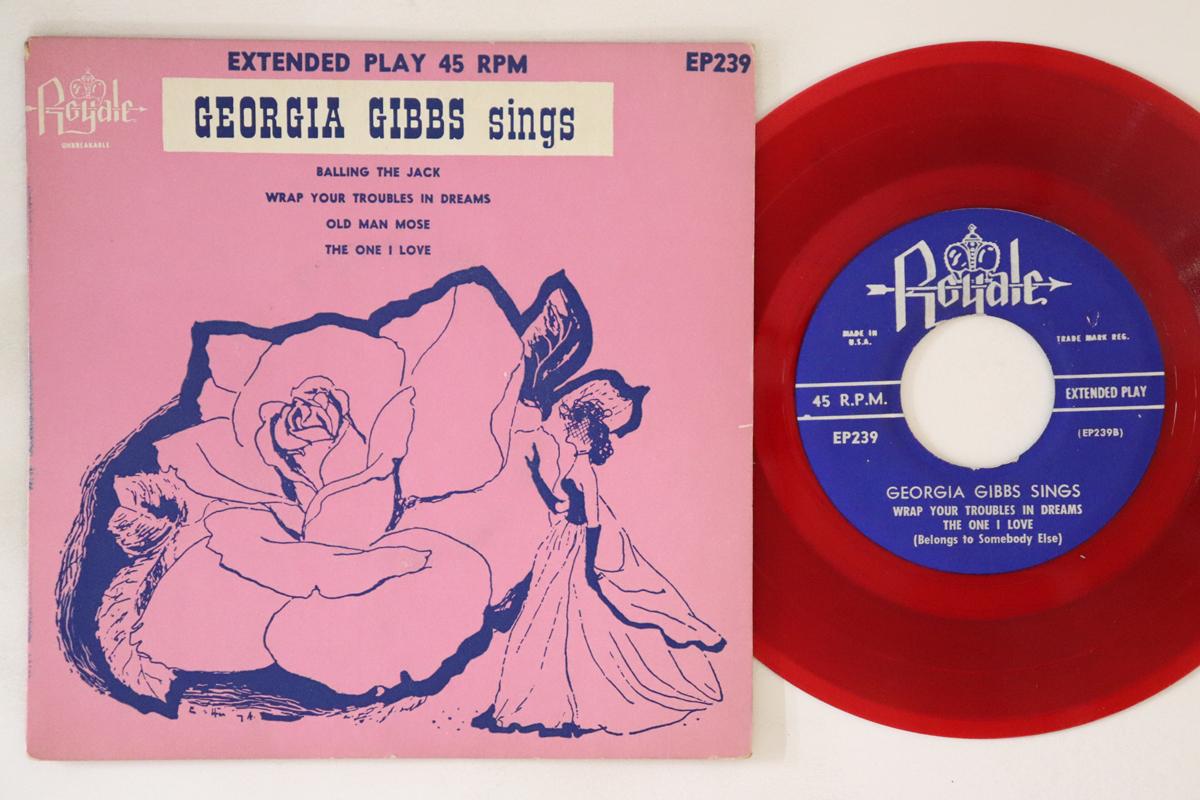 EXTENDED PLAY 45 RPM
EP239
Royale
UNBREAKABLE
GEORGIA GIBBS sings
BALLING THE JACK
WRAP YOUR TROUBLES IN DREAMS
OLD MAN MOSE
THE ONE I LOVE
Royale
MADE IN
U.S.A.
TRADE MARK REG.
45 R.P.M.
EXTENDED PLAY
EP239
(EP239B)
GEORGIA GIBBS SINGS
WRAP YOUR TROUBLES IN DREAMS
THE ONE I LOVE
(Belongs to Somebody Else)